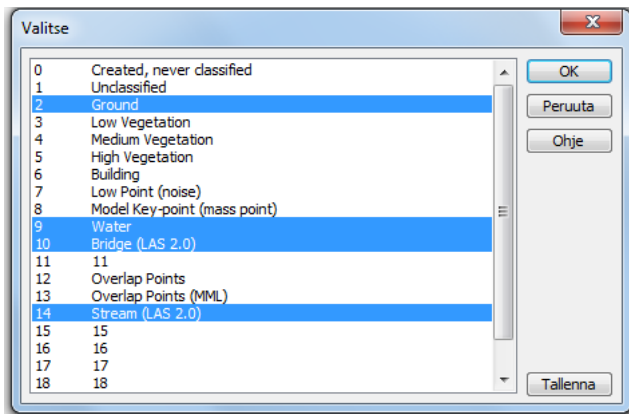 Valitse
0 Created, never classified
1 Unclassified
2 Ground
3 Low Vegetation
4 Medium Vegetation
5 High Vegetation
6 Building
7 Low Point (noise)
8 Model Key-point (mass point)
9 Water
10 Bridge (LAS 2.0)
11 11
12 Overlap Points
13 Overlap Points (MML)
14 Stream (LAS 2.0)
15 15
16 16
17 17
18 18
OK
Peruuta
Ohje
Tallenna